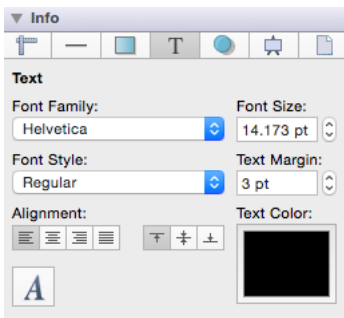 Info
T
Text
Font Family: Font Size:
Helvetica 14.173 pt
Font Style: Text Margin:
Regular 3 pt
Alignment: Text Color:
A